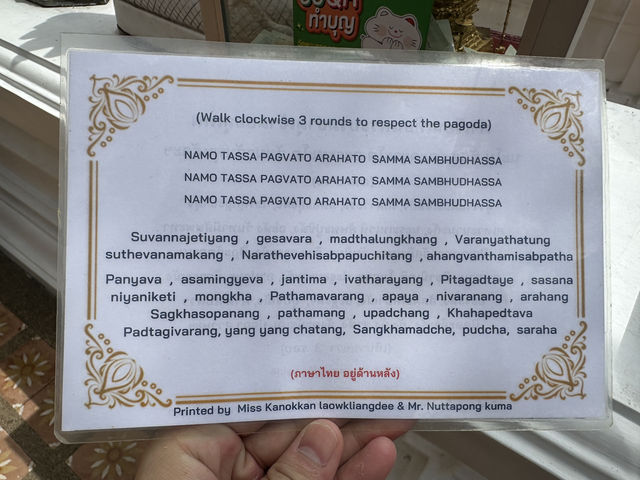 ทำบุญ
(Walk clockwise 3 rounds to respect the pagoda)
NAMO TASSA PAGVATO ARAHATO SAMMA SAMBHUDHASSA
NAMO TASSA PAGVATO ARAHATO SAMMA SAMBHUDHASSA
NAMO TASSA PAGVATO ARAHATO SAMMA SAMBHUDHASSA
Suvannajetiyang , gesavara , madthalungkhang , Varanyathatung
suthevanamakang , Narathevehisabpapuchitang , ahangvanthamisabpatha
Panyava , asamingyeva , jantima , ivatharayang , Pitagadtaye , sasana
niyaniketi , mongkha , Pathamavarang , apaya , nivaranang , arahang
Sagkhasopanang , pathamang , upadchang , Khahapedtava
Padtagivarang, yang yang chatang, Sangkhamadche, pudcha, saraha
(ภาษาไทย อยู่ด้านหลัง)
Printed by Miss Kanokkan laowkliangdee & Mr. Nuttapong kuma